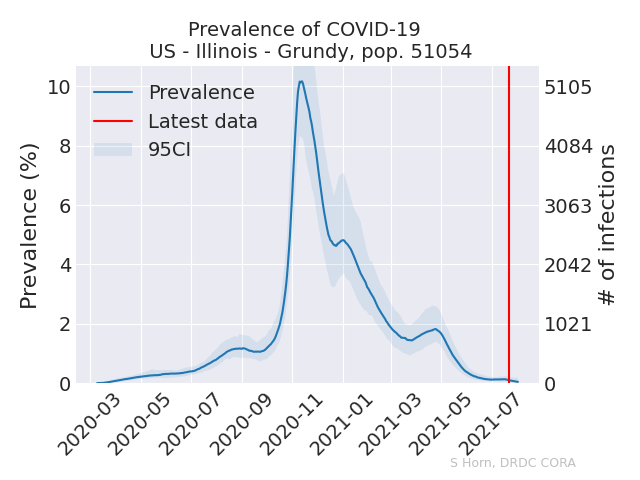 Prevalence of COVID-19
US - Illinois - Grundy, pop. 51054
Prevalence
Latest data
95CI
Prevalence (%)
10
8
6
4
2
0
5105
4084
3063
2042
1021
0
# of infections
2020-03
2020-05
2020-07
2020-09
2020-11
2021-01
2021-03
2021-05
2021-07
S Horn, DRDC CORA